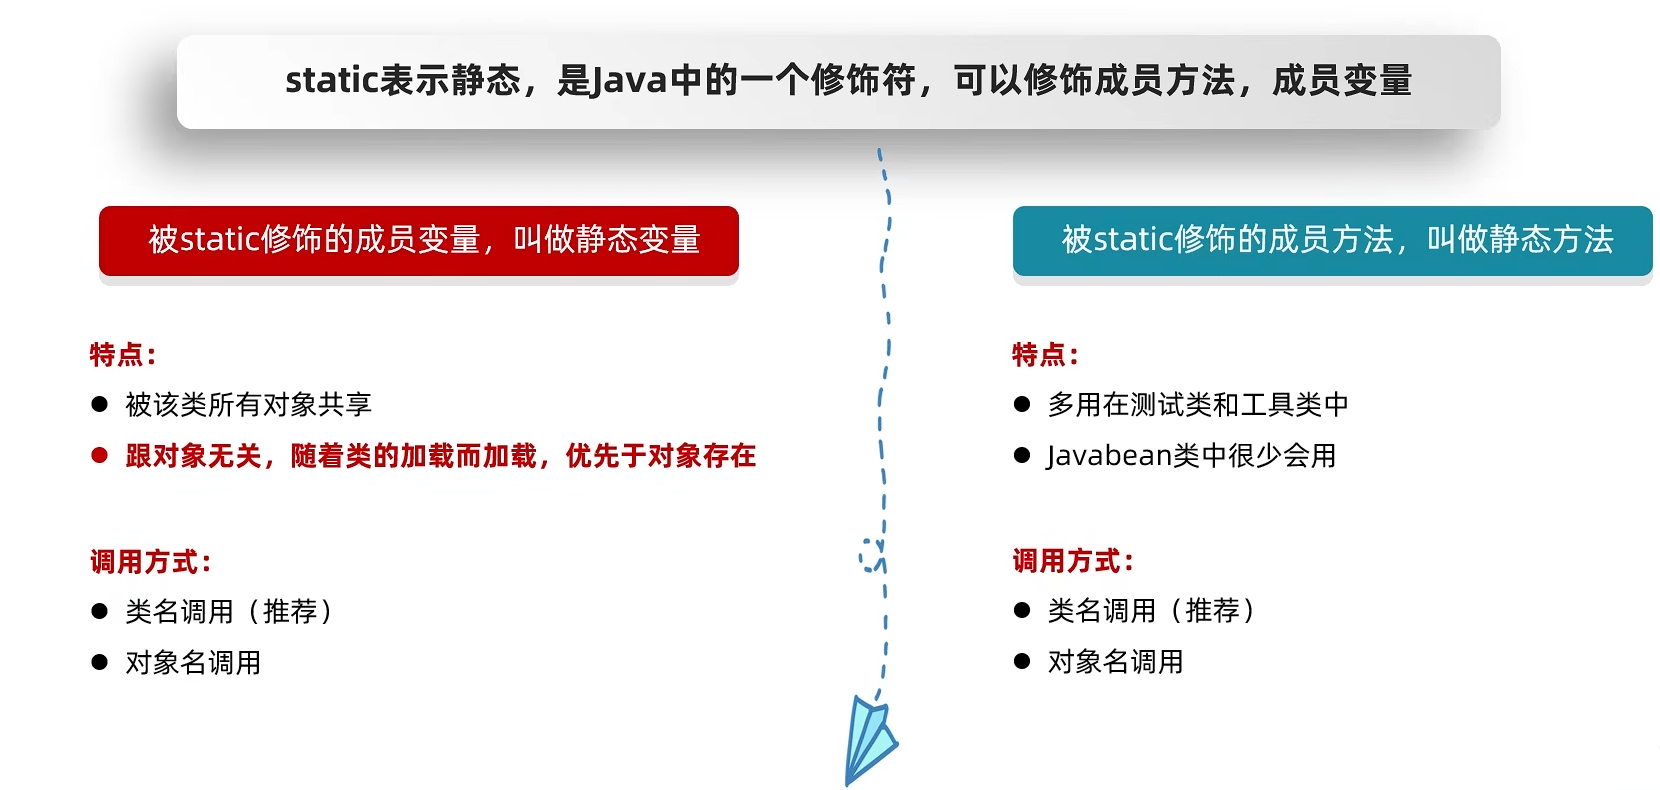 static表示静态，是Java中的一个修饰符，可以修饰成员方法，成员变量
被static修饰的成员变量，叫做静态变量
特点：
● 被该类所有对象共享
● 跟对象无关，随着类的加载而加载，优先于对象存在
调用方式：
● 类名调用（推荐）
● 对象名调用
被static修饰的成员方法，叫做静态方法
特点：
● 多用在测试类和工具类中
● Javabean类中很少会用
调用方式：
● 类名调用（推荐）
● 对象名调用